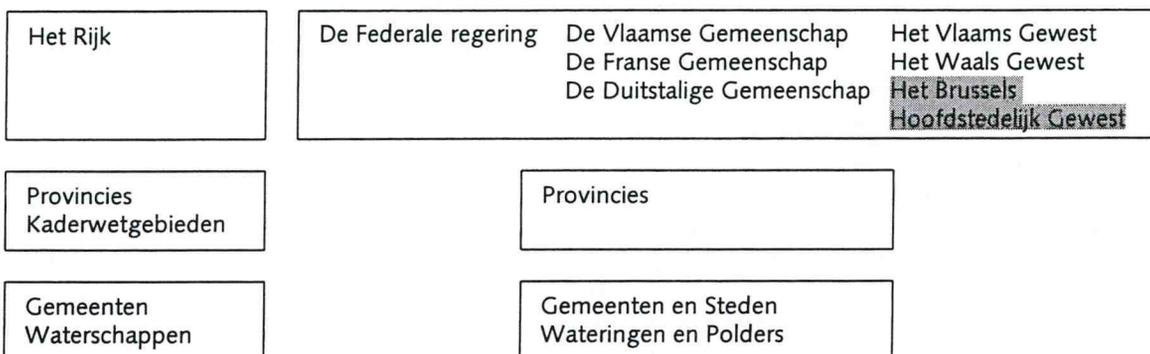 Het Rijk
De Federale regering
De Vlaamse Gemeenschap
De Franse Gemeenschap
De Duitstalige Gemeenschap
Het Vlaams Gewest
Het Waals Gewest
Het Brussels
Hoofdstedelijk Gewest
Provincies
Kaderwetgebieden
Provincies
Gemeenten
Waterschappen
Gemeenten en Steden
Wateringen en Polders